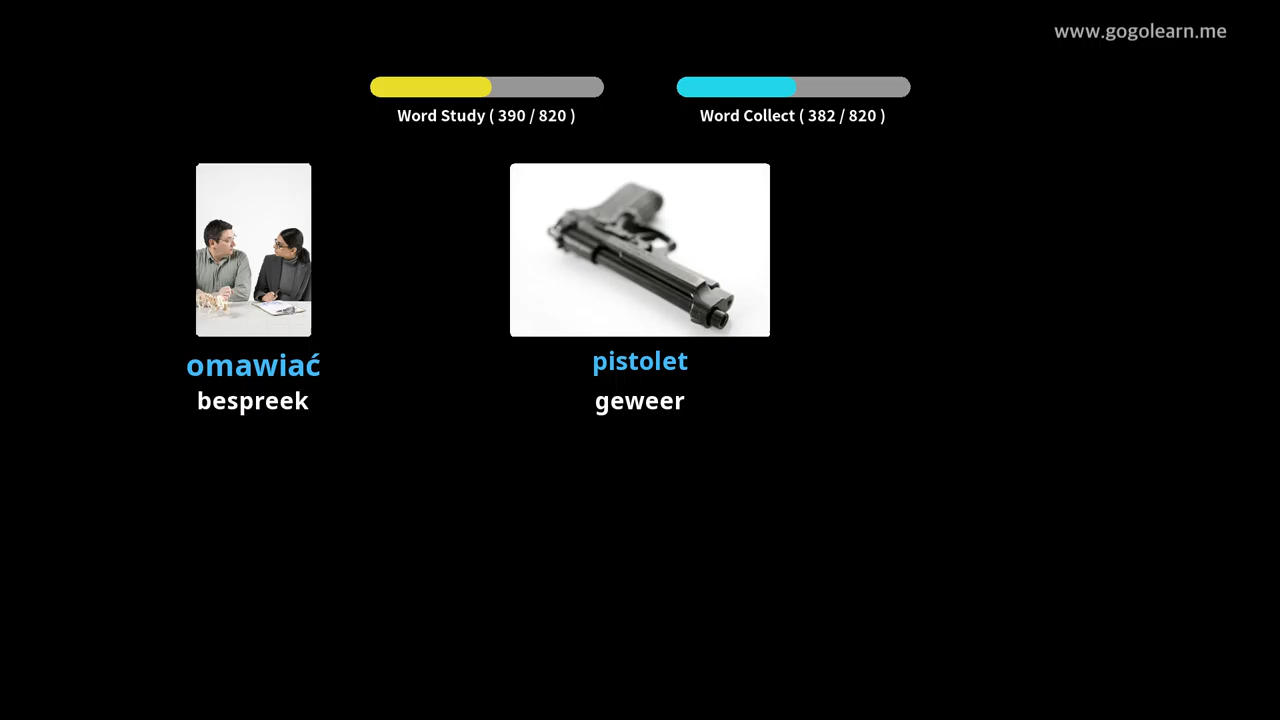 www.gogolearn.me
Word Study ( 390 / 820 )
Word Collect ( 382 / 820 )
omawiać
bespreek
pistolet
geweer